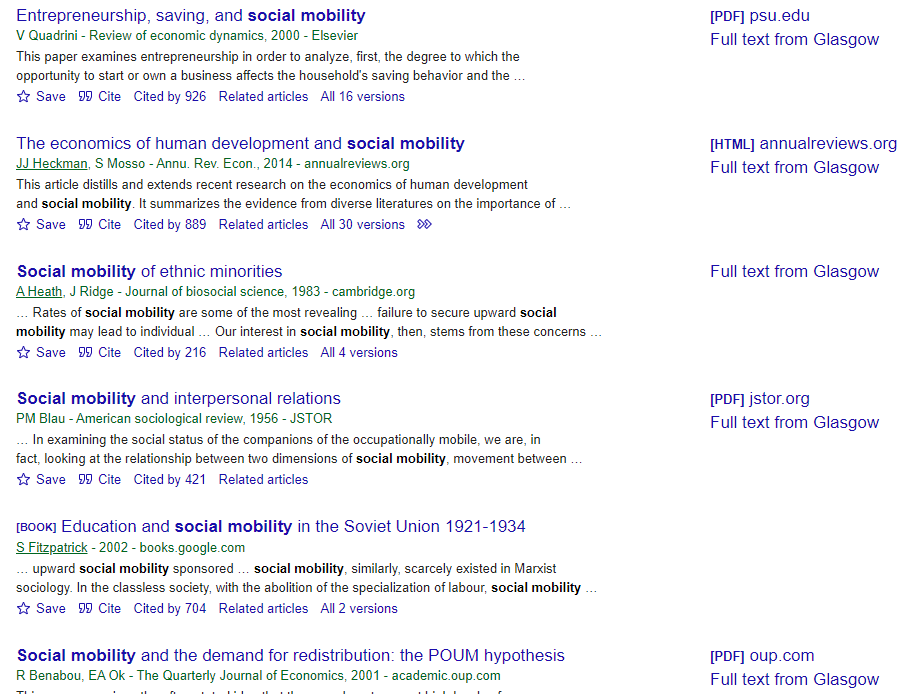 Entrepreneurship, saving, and social mobility
[PDF] psu.edu
V Quadrini - Review of economic dynamics, 2000 - Elsevier
Full text from Glasgow
This paper examines entrepreneurship in order to analyze, first, the degree to which the
opportunity to start or own a business affects the household's saving behavior and the …
Save Cite Cited by 926 Related articles All 16 versions
The economics of human development and social mobility
[HTML] annualreviews.org
JJ Heckman, S Mosso - Annu. Rev. Econ., 2014 - annualreviews.org
Full text from Glasgow
This article distills and extends recent research on the economics of human development
and social mobility. It summarizes the evidence from diverse literatures on the importance of …
Save Cite Cited by 889 Related articles All 30 versions
Social mobility of ethnic minorities
Full text from Glasgow
A Heath, J Ridge - Journal of biosocial science, 1983 - cambridge.org
… Rates of social mobility are some of the most revealing … failure to secure upward social
mobility may lead to individual … Our interest in social mobility, then, stems from these concerns …
Save Cite Cited by 216 Related articles All 4 versions
Social mobility and interpersonal relations
[PDF] jstor.org
PM Blau - American sociological review, 1956 - JSTOR
Full text from Glasgow
… In examining the social status of the companions of the occupationally mobile, we are, in
fact, looking at the relationship between two dimensions of social mobility, movement between …
Save Cite Cited by 421 Related articles
[BOOK] Education and social mobility in the Soviet Union 1921-1934
S Fitzpatrick - 2002 - books.google.com
… upward social mobility sponsored … social mobility, similarly, scarcely existed in Marxist
sociology. In the classless society, with the abolition of the specialization of labour, social mobility …
Save Cite Cited by 704 Related articles All 2 versions
Social mobility and the demand for redistribution: the POUM hypothesis
[PDF] oup.com
R Benabou, EA Ok - The Quarterly Journal of Economics, 2001 - academic.oup.com
Full text from Glasgow